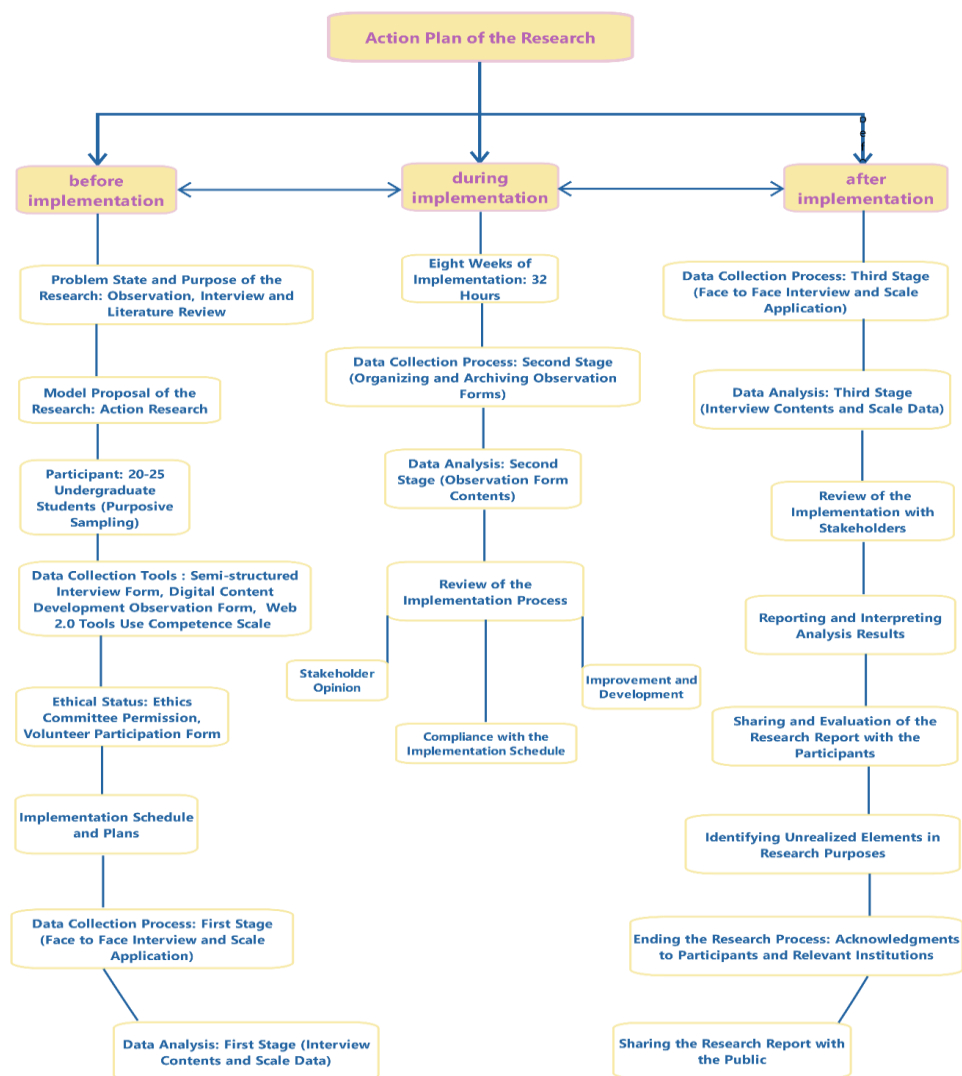 Action Plan of the Research
before
implementation
during
implementation
after
implementation
Problem State and Purpose of the
Research: Observation, Interview and
Literature Review
Model Proposal of the
Research: Action Research
Participant: 20-25
Undergraduate
Students (Purposive
Sampling)
Data Collection Tools : Semi-structured
Interview Form, Digital Content
Development Observation Form, Web
2.0 Tools Use Competence Scale
Ethical Status: Ethics
Committee Permission,
Volunteer Participation Form
Implementation Schedule
and Plans
Data Collection Process: First Stage
(Face to Face Interview and Scale
Application)
Data Analysis: First Stage (Interview
Contents and Scale Data)
Eight Weeks of
Implementation: 32
Hours
Data Collection Process: Second Stage
(Organizing and Archiving Observation
Forms)
Data Analysis: Second
Stage (Observation Form
Contents)
Review of the
Implementation Process
Stakeholder
Opinion
Compliance with the
Implementation Schedule
Improvement and
Development
Data Collection Process: Third Stage
(Face to Face Interview and Scale
Application)
Data Analysis: Third Stage
(Interview Contents and Scale Data)
Review of the
Implementation with
Stakeholders
Reporting and Interpreting
Analysis Results
Sharing and Evaluation of the
Research Report with the
Participants
Identifying Unrealized Elements in
Research Purposes
Ending the Research Process: Acknowledgments
to Participants and Relevant Institutions
Sharing the Research Report with
the Public